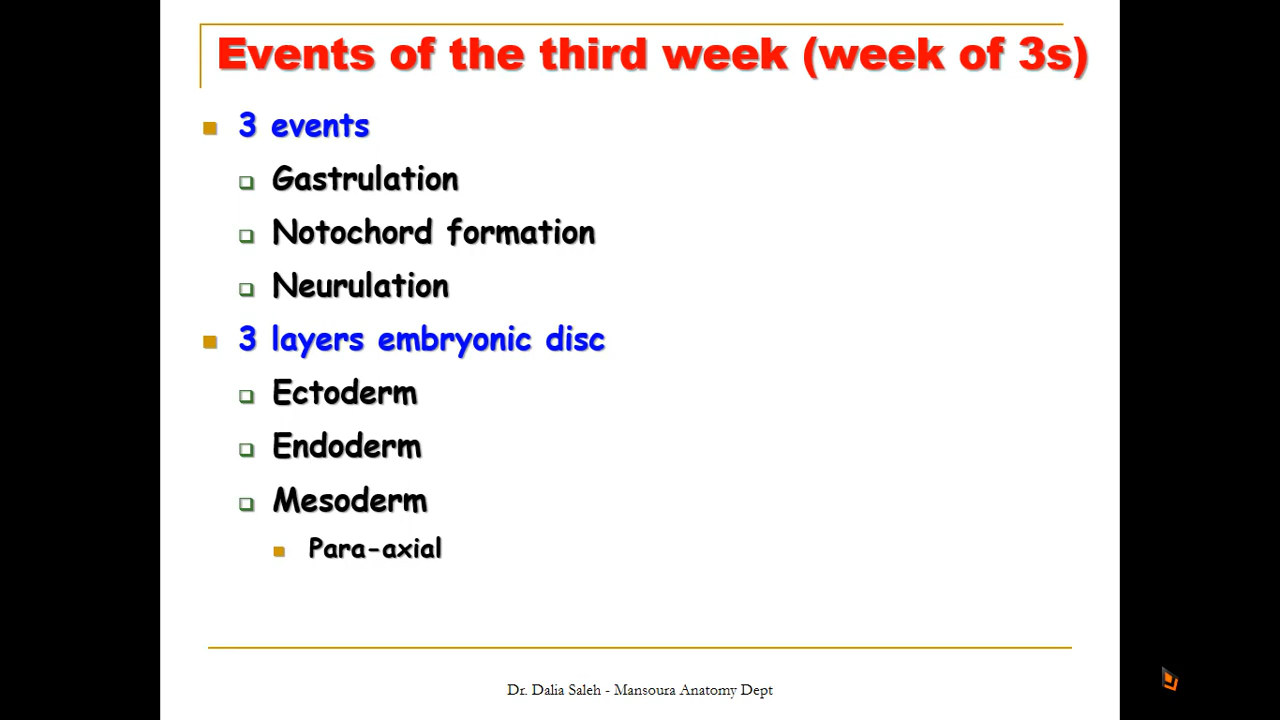 Events of the third week (week of 3s)
3 events
Gastrulation
Notochord formation
Neurulation
3 layers embryonic disc
Ectoderm
Endoderm
Mesoderm
Para-axial
Dr. Dalia Saleh - Mansoura Anatomy Dept